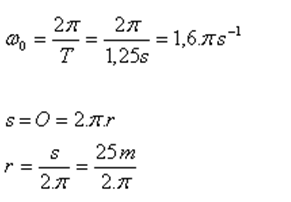 ω₀ = 2π/T = 2π/1,25s = 1,6.πs⁻¹
s = O = 2.π.r
r = s/2.π = 25m/2.π